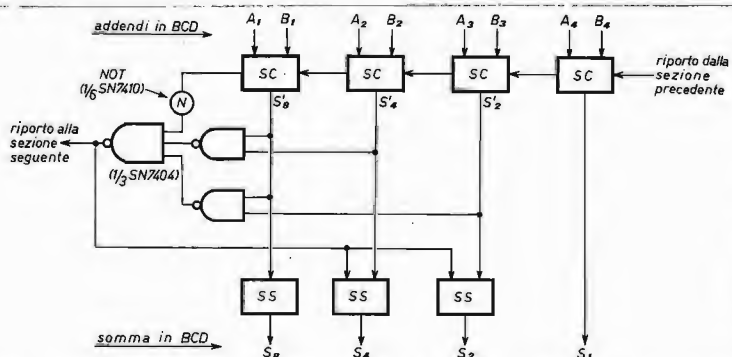 addendi in BCD
A₁ B₁ A₂ B₂ A₃ B₃ A₄ B₄
SC SC SC SC
riporto dalla
sezione
precedente
NOT
(1/6 SN7410)
N
S'₈ S'₄ S'₂
riporto alla
sezione
seguente
(1/3 SN7404)
SS SS SS
somma in BCD
S₈ S₄ S₂ S₁